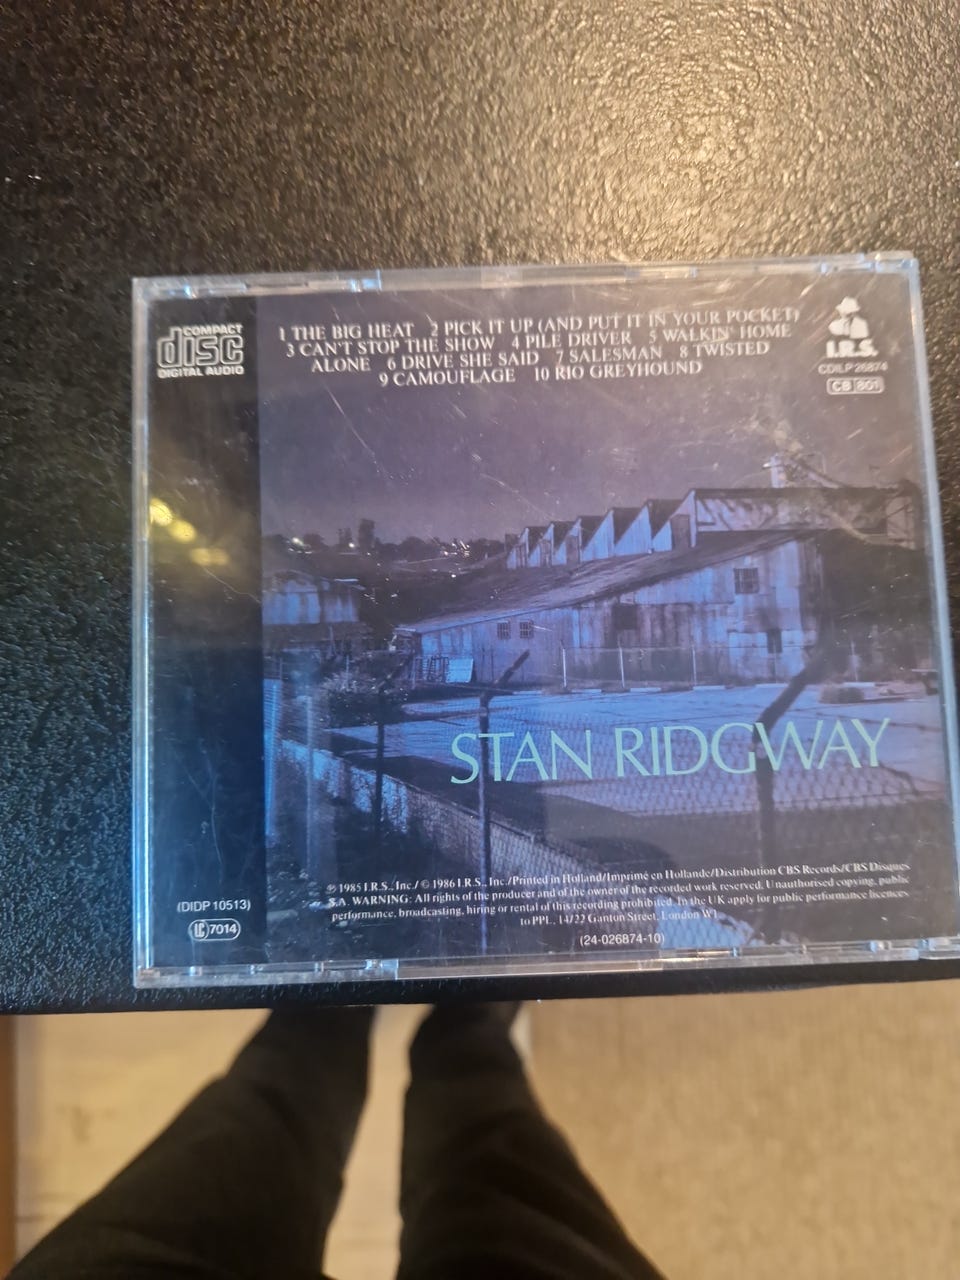 COMPACT
disc
DIGITAL AUDIO
1 THE BIG HEAT 2 PICK IT UP (AND PUT IT IN YOUR POCKET)
3 CAN'T STOP THE SHOW 4 PILE DRIVER 5 WALKIN' HOME
ALONE 6 DRIVE SHE SAID 7 SALESMAN 8 TWISTED
9 CAMOUFLAGE 10 RIO GREYHOUND
I.R.S.
CDILP 26874
CB 801
STAN RIDGWAY
℗ 1985 I.R.S., Inc./ © 1986 I.R.S., Inc./Printed in Holland/Imprimé en Hollande/Distribution CBS Records/CBS Disques
S.A. WARNING: All rights of the producer and of the owner of the recorded work reserved. Unauthorised copying, public
performance, broadcasting, hiring or rental of this recording prohibited. In the UK apply for public performance licences
to PPL, 14/22 Ganton Street, London W1.
(24-026874-10)
(DIDP 10513)
LC 7014